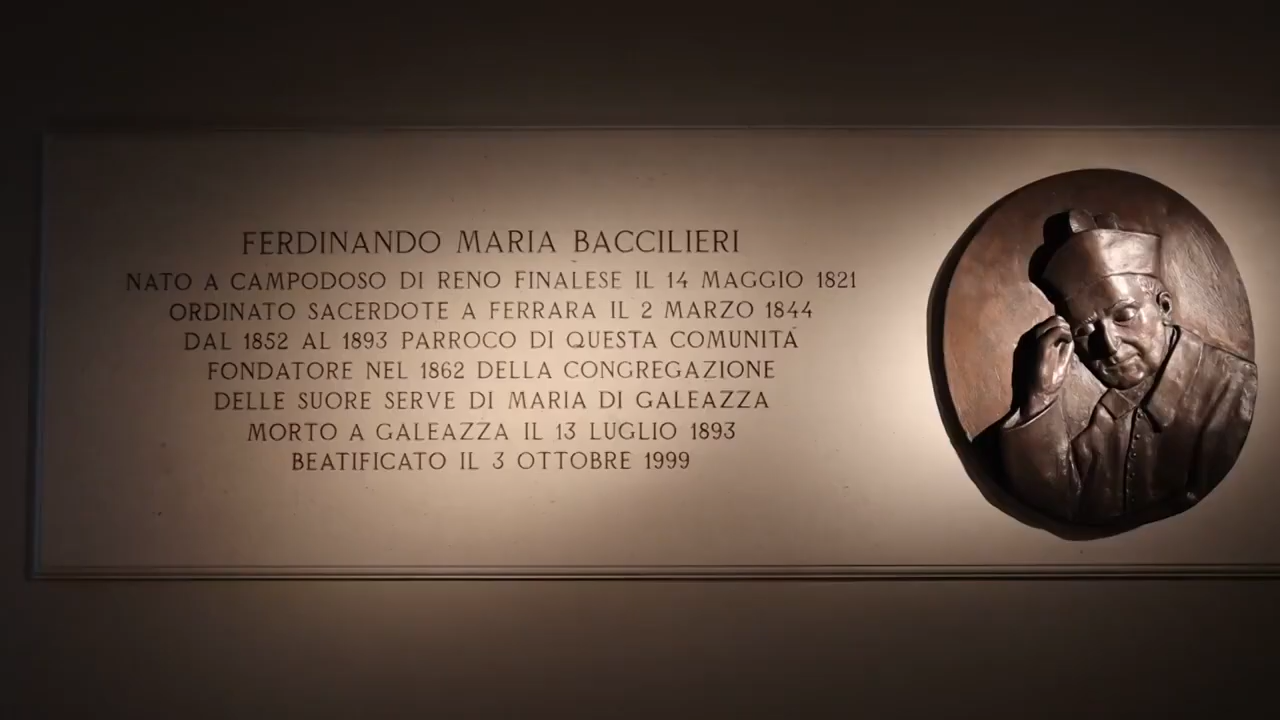 FERDINANDO MARIA BACCILIERI
NATO A CAMPODOSO DI RENO FINALESE IL 14 MAGGIO 1821
ORDINATO SACERDOTE A FERRARA IL 2 MARZO 1844
DAL 1852 AL 1893 PARROCO DI QUESTA COMUNITÀ
FONDATORE NEL 1862 DELLA CONGREGAZIONE
DELLE SUORE SERVE DI MARIA DI GALEAZZA
MORTO A GALEAZZA IL 13 LUGLIO 1893
BEATIFICATO IL 3 OTTOBRE 1999